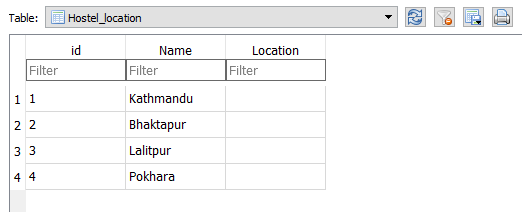 Table: Hostel_location
id Name Location
Filter Filter Filter
1 1 Kathmandu
2 2 Bhaktapur
3 3 Lalitpur
4 4 Pokhara